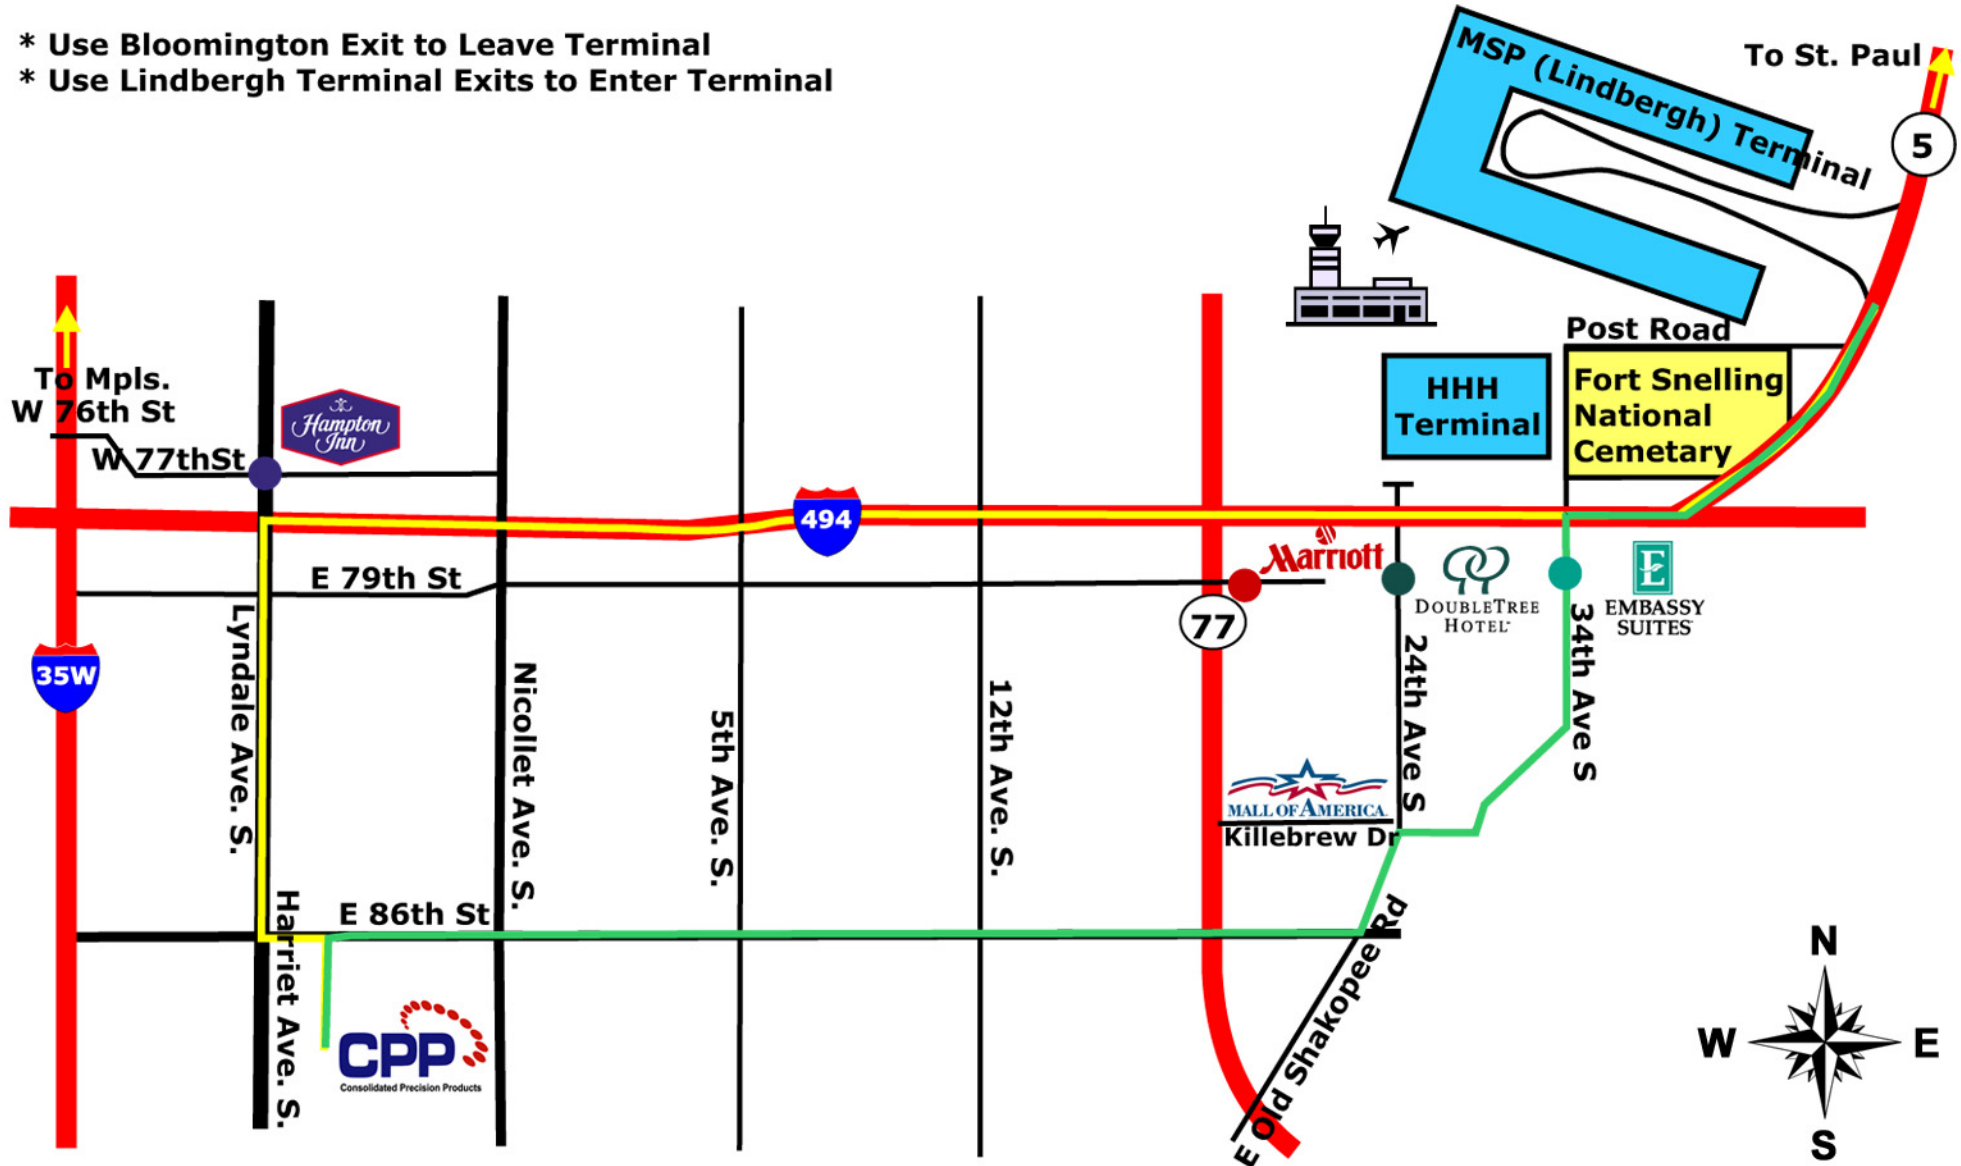 * Use Bloomington Exit to Leave Terminal
* Use Lindbergh Terminal Exits to Enter Terminal
MSP (Lindbergh) Terminal
To St. Paul
5
Post Road
HHH
Terminal
Fort Snelling
National
Cemetary
To Mpls.
W 76th St
W 77thSt
Hampton
Inn
494
Marriott
E 79th St
DOUBLETREE
HOTEL
E
EMBASSY
SUITES
77
35W
Lyndale Ave. S.
Nicollet Ave. S.
5th Ave. S.
12th Ave. S.
24th Ave S
34th Ave S
MALL OF AMERICA
Killebrew Dr
E 86th St
Harriet Ave. S.
E Old Shakopee Rd
CPP
Consolidated Precision Products
N
W
E
S